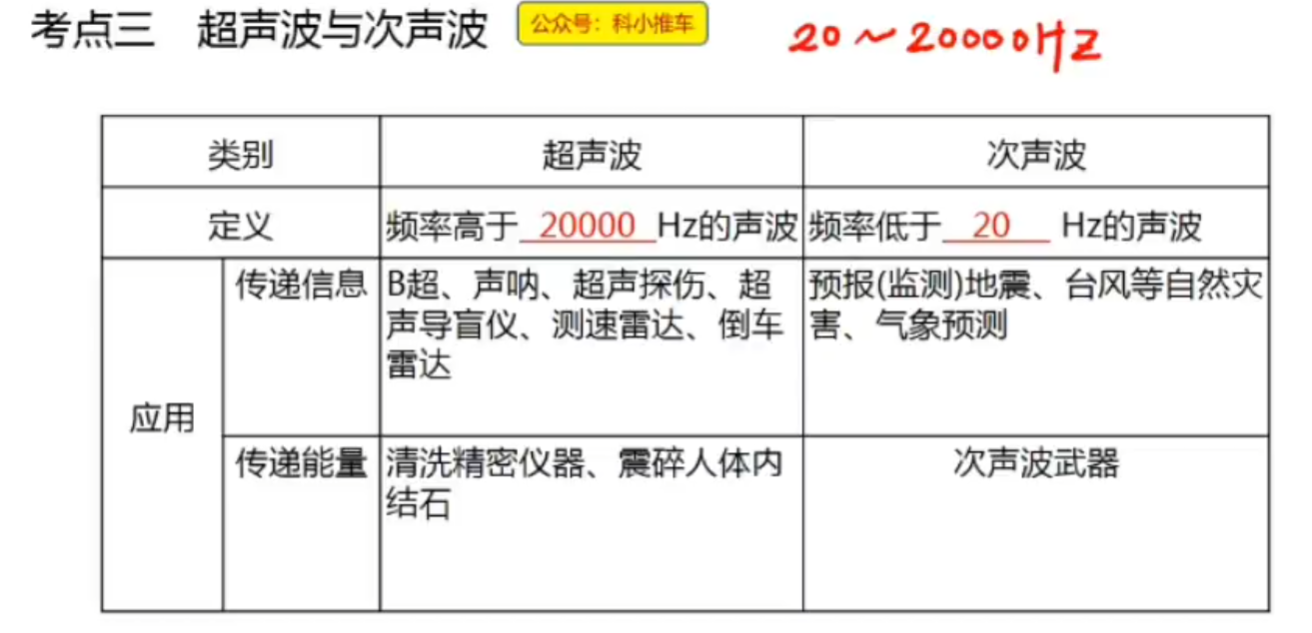 考点三 超声波与次声波
公众号：科小推车
20～20000HZ
类别
超声波
次声波
定义
频率高于 20000 Hz的声波
频率低于 20 Hz的声波
应用
传递信息
B超、声呐、超声探伤、超
声导盲仪、测速雷达、倒车
雷达
预报(监测)地震、台风等自然灾
害、气象预测
传递能量
清洗精密仪器、震碎人体内
结石
次声波武器